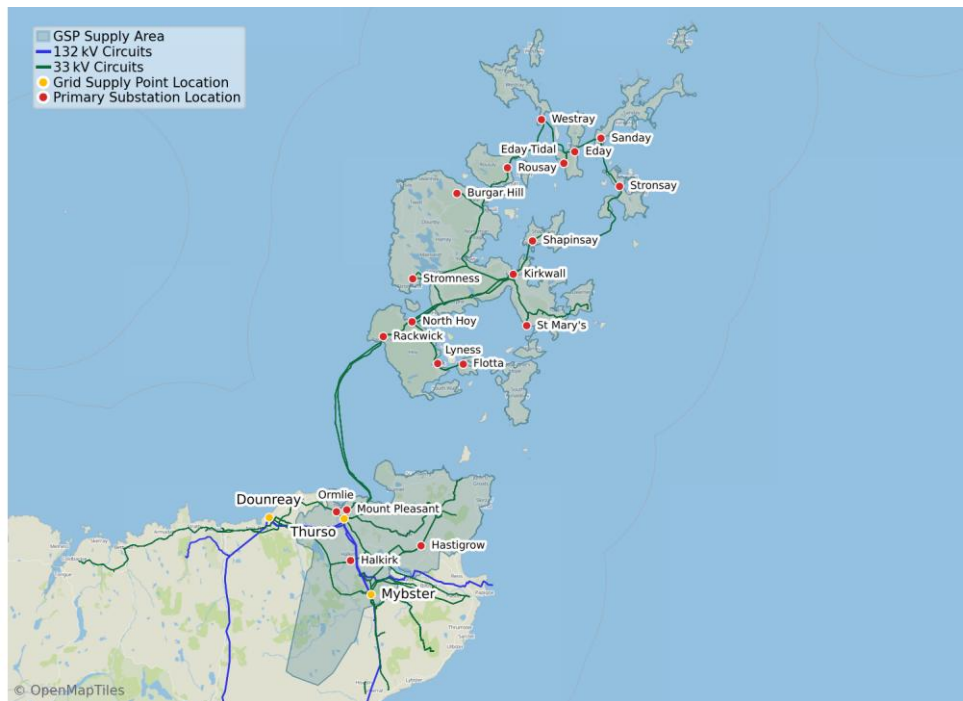 GSP Supply Area
132 kV Circuits
33 kV Circuits
Grid Supply Point Location
Primary Substation Location
Westray
Sanday
Eday Tidal
Eday
Rousay
Stronsay
Burgar Hill
Shapinsay
Kirkwall
Stromness
North Hoy
St Mary's
Rackwick
Lyness
Flotta
Dounreay
Ormlie
Mount Pleasant
Thurso
Hastigrow
Halkirk
Mybster
© OpenMapTiles